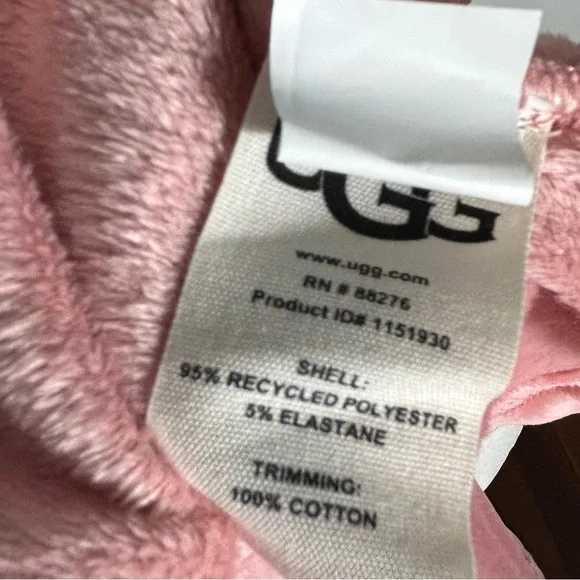 UGG
www.ugg.com
RN # 88276
Product ID# 1151930
SHELL:
95% RECYCLED POLYESTER
5% ELASTANE
TRIMMING:
100% COTTON